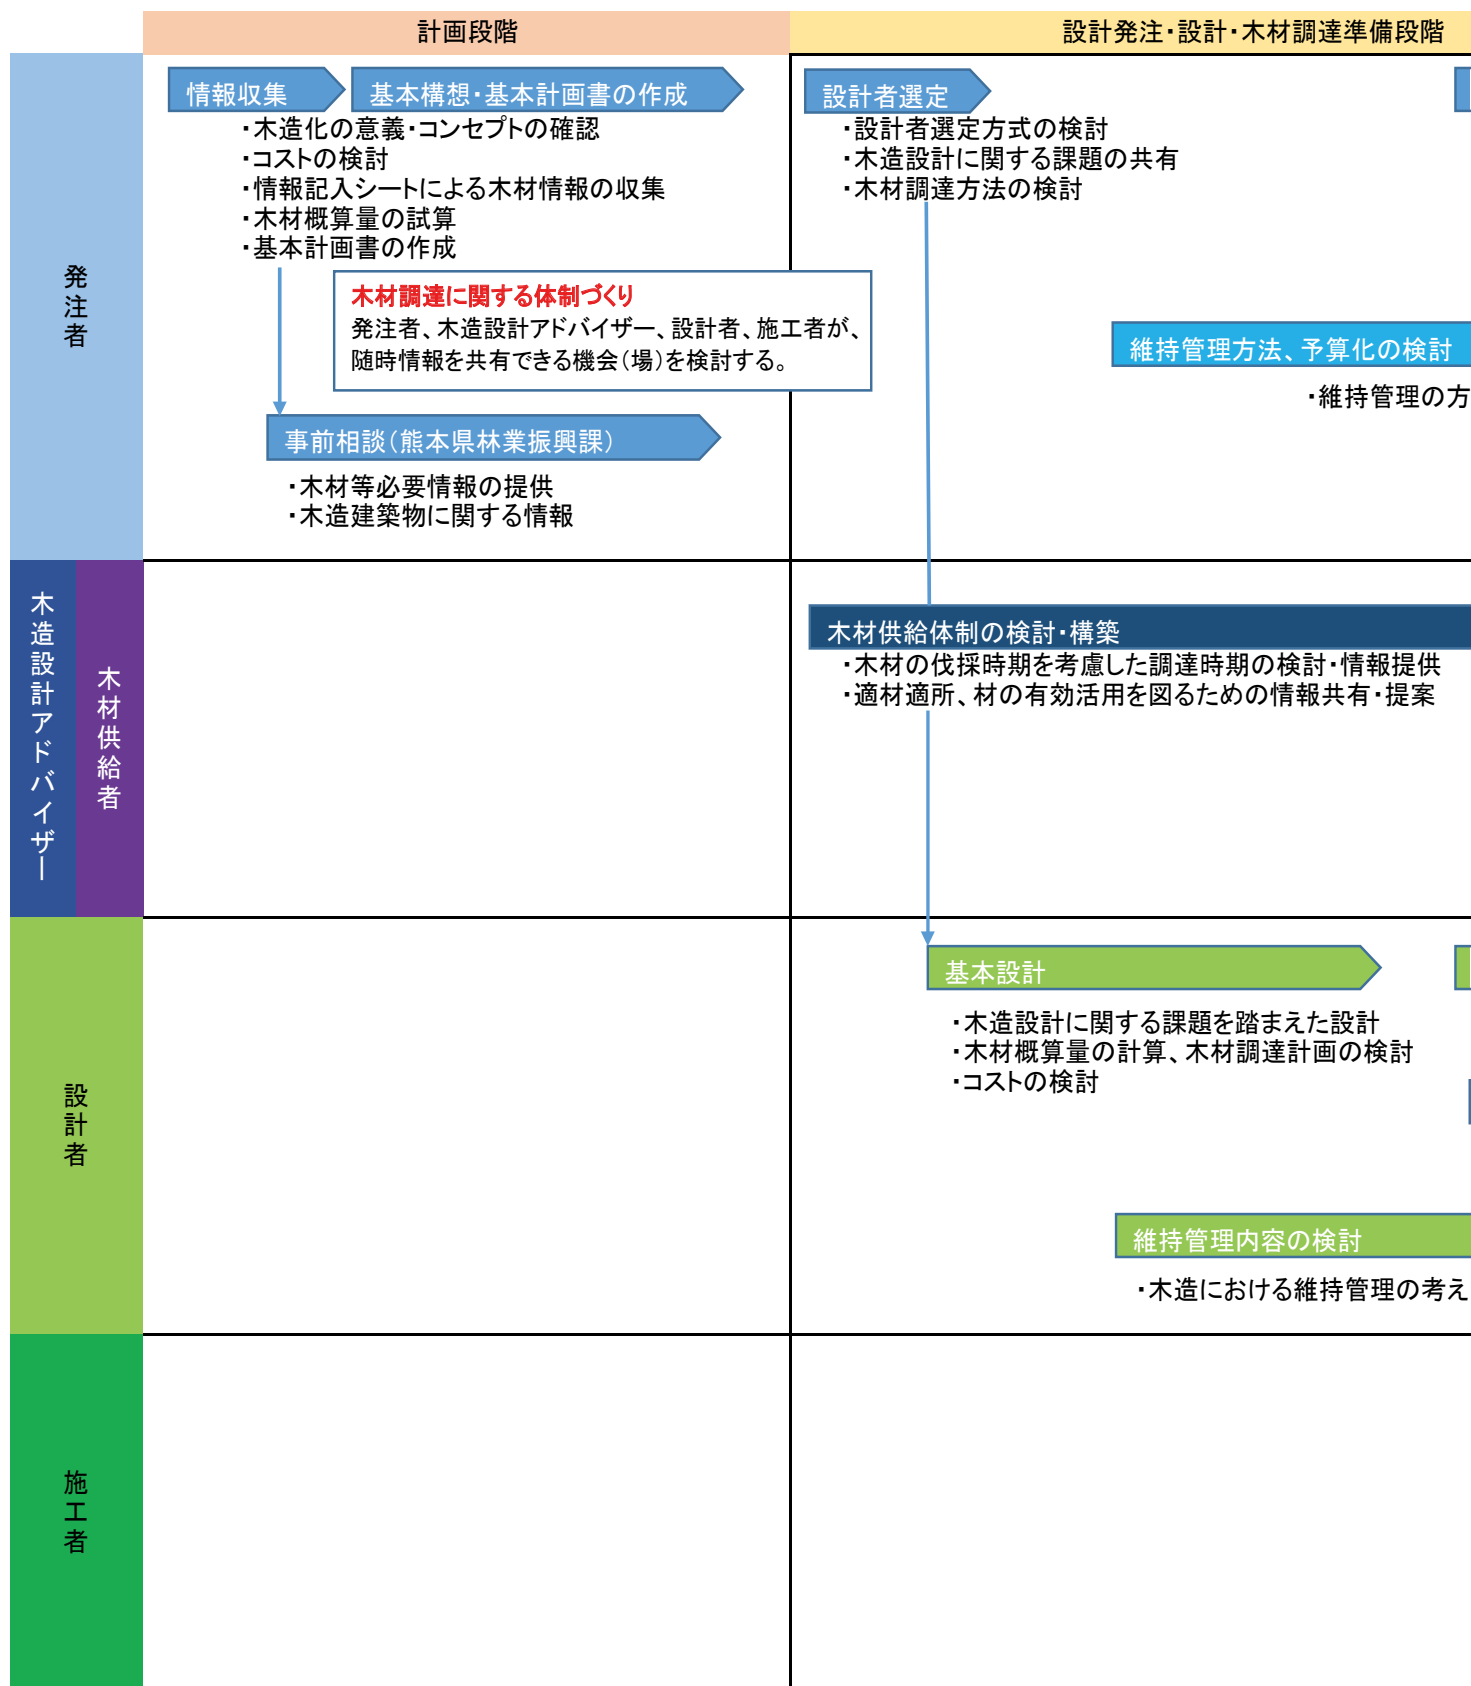 計画段階
設計発注・設計・木材調達準備段階
発注者
情報収集
基本構想・基本計画書の作成
・木造化の意義・コンセプトの確認
・コストの検討
・情報記入シートによる木材情報の収集
・木材概算量の試算
・基本計画書の作成
木材調達に関する体制づくり
発注者、木造設計アドバイザー、設計者、施工者が、
随時情報を共有できる機会（場）を検討する。
事前相談（熊本県林業振興課）
・木材等必要情報の提供
・木造建築物に関する情報
設計者選定
・設計者選定方式の検討
・木造設計に関する課題の共有
・木材調達方法の検討
維持管理方法、予算化の検討
・維持管理の方
木造設計アドバイザー
木材供給者
木材供給体制の検討・構築
・木材の伐採時期を考慮した調達時期の検討・情報提供
・適材適所、材の有効活用を図るための情報共有・提案
設計者
基本設計
・木造設計に関する課題を踏まえた設計
・木材概算量の計算、木材調達計画の検討
・コストの検討
維持管理内容の検討
・木造における維持管理の考え
施工者